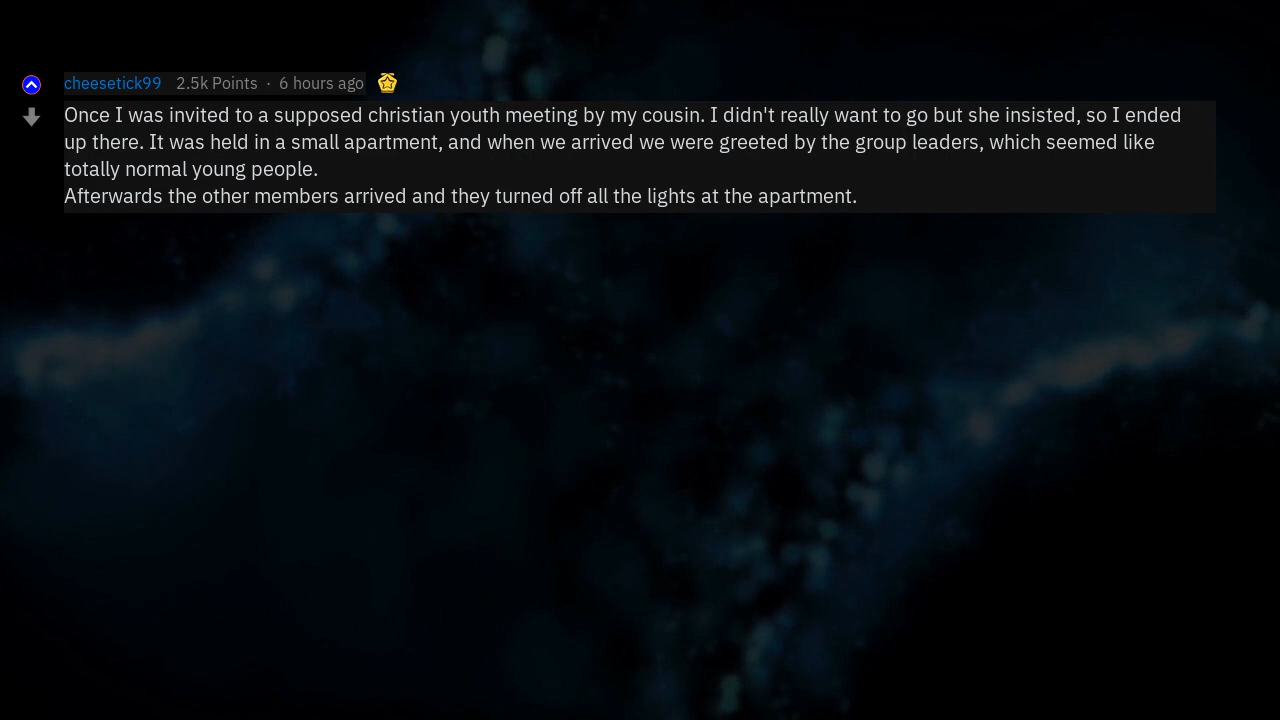 cheesetick99 2.5k Points · 6 hours ago
Once I was invited to a supposed christian youth meeting by my cousin. I didn't really want to go but she insisted, so I ended
up there. It was held in a small apartment, and when we arrived we were greeted by the group leaders, which seemed like
totally normal young people.
Afterwards the other members arrived and they turned off all the lights at the apartment.